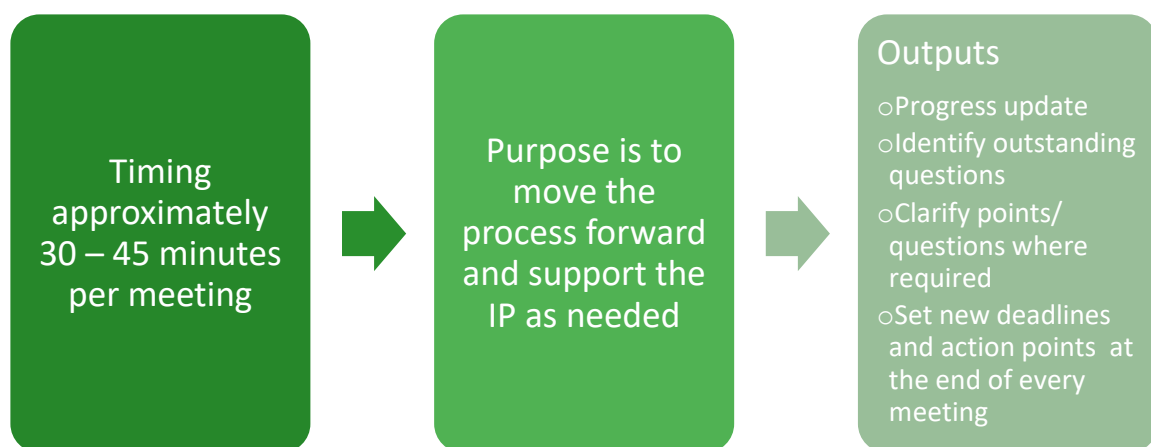 Timing
approximately
30 – 45 minutes
per meeting
Purpose is to
move the
process forward
and support the
IP as needed
Outputs
oProgress update
oIdentify outstanding
questions
oClarify points/
questions where
required
oSet new deadlines
and action points at
the end of every
meeting